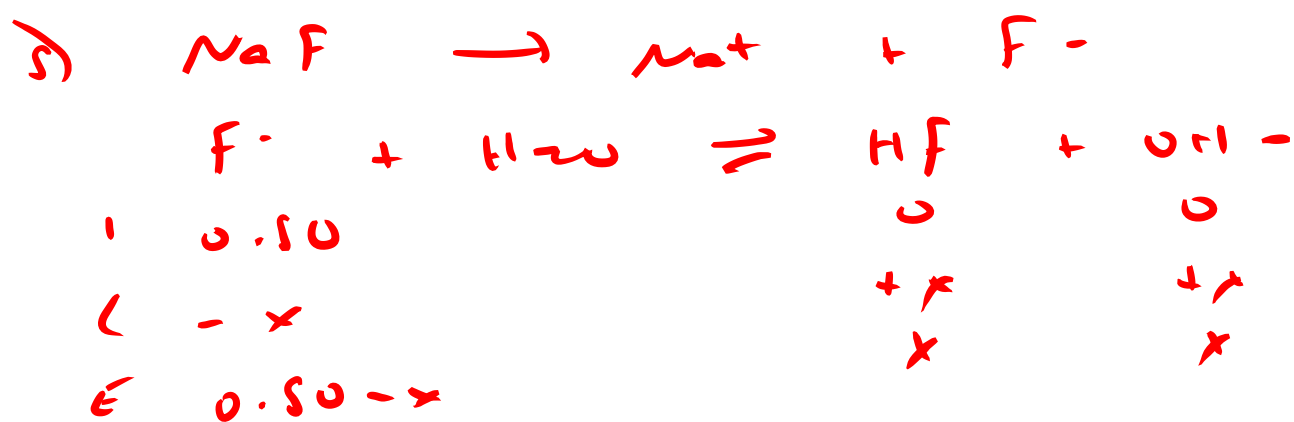 5) NaF → Na+ + F -
F- + H2O ⇌ HF + OH -
I 0.50 0 0
C - x + x + x
E 0.50 - x x x